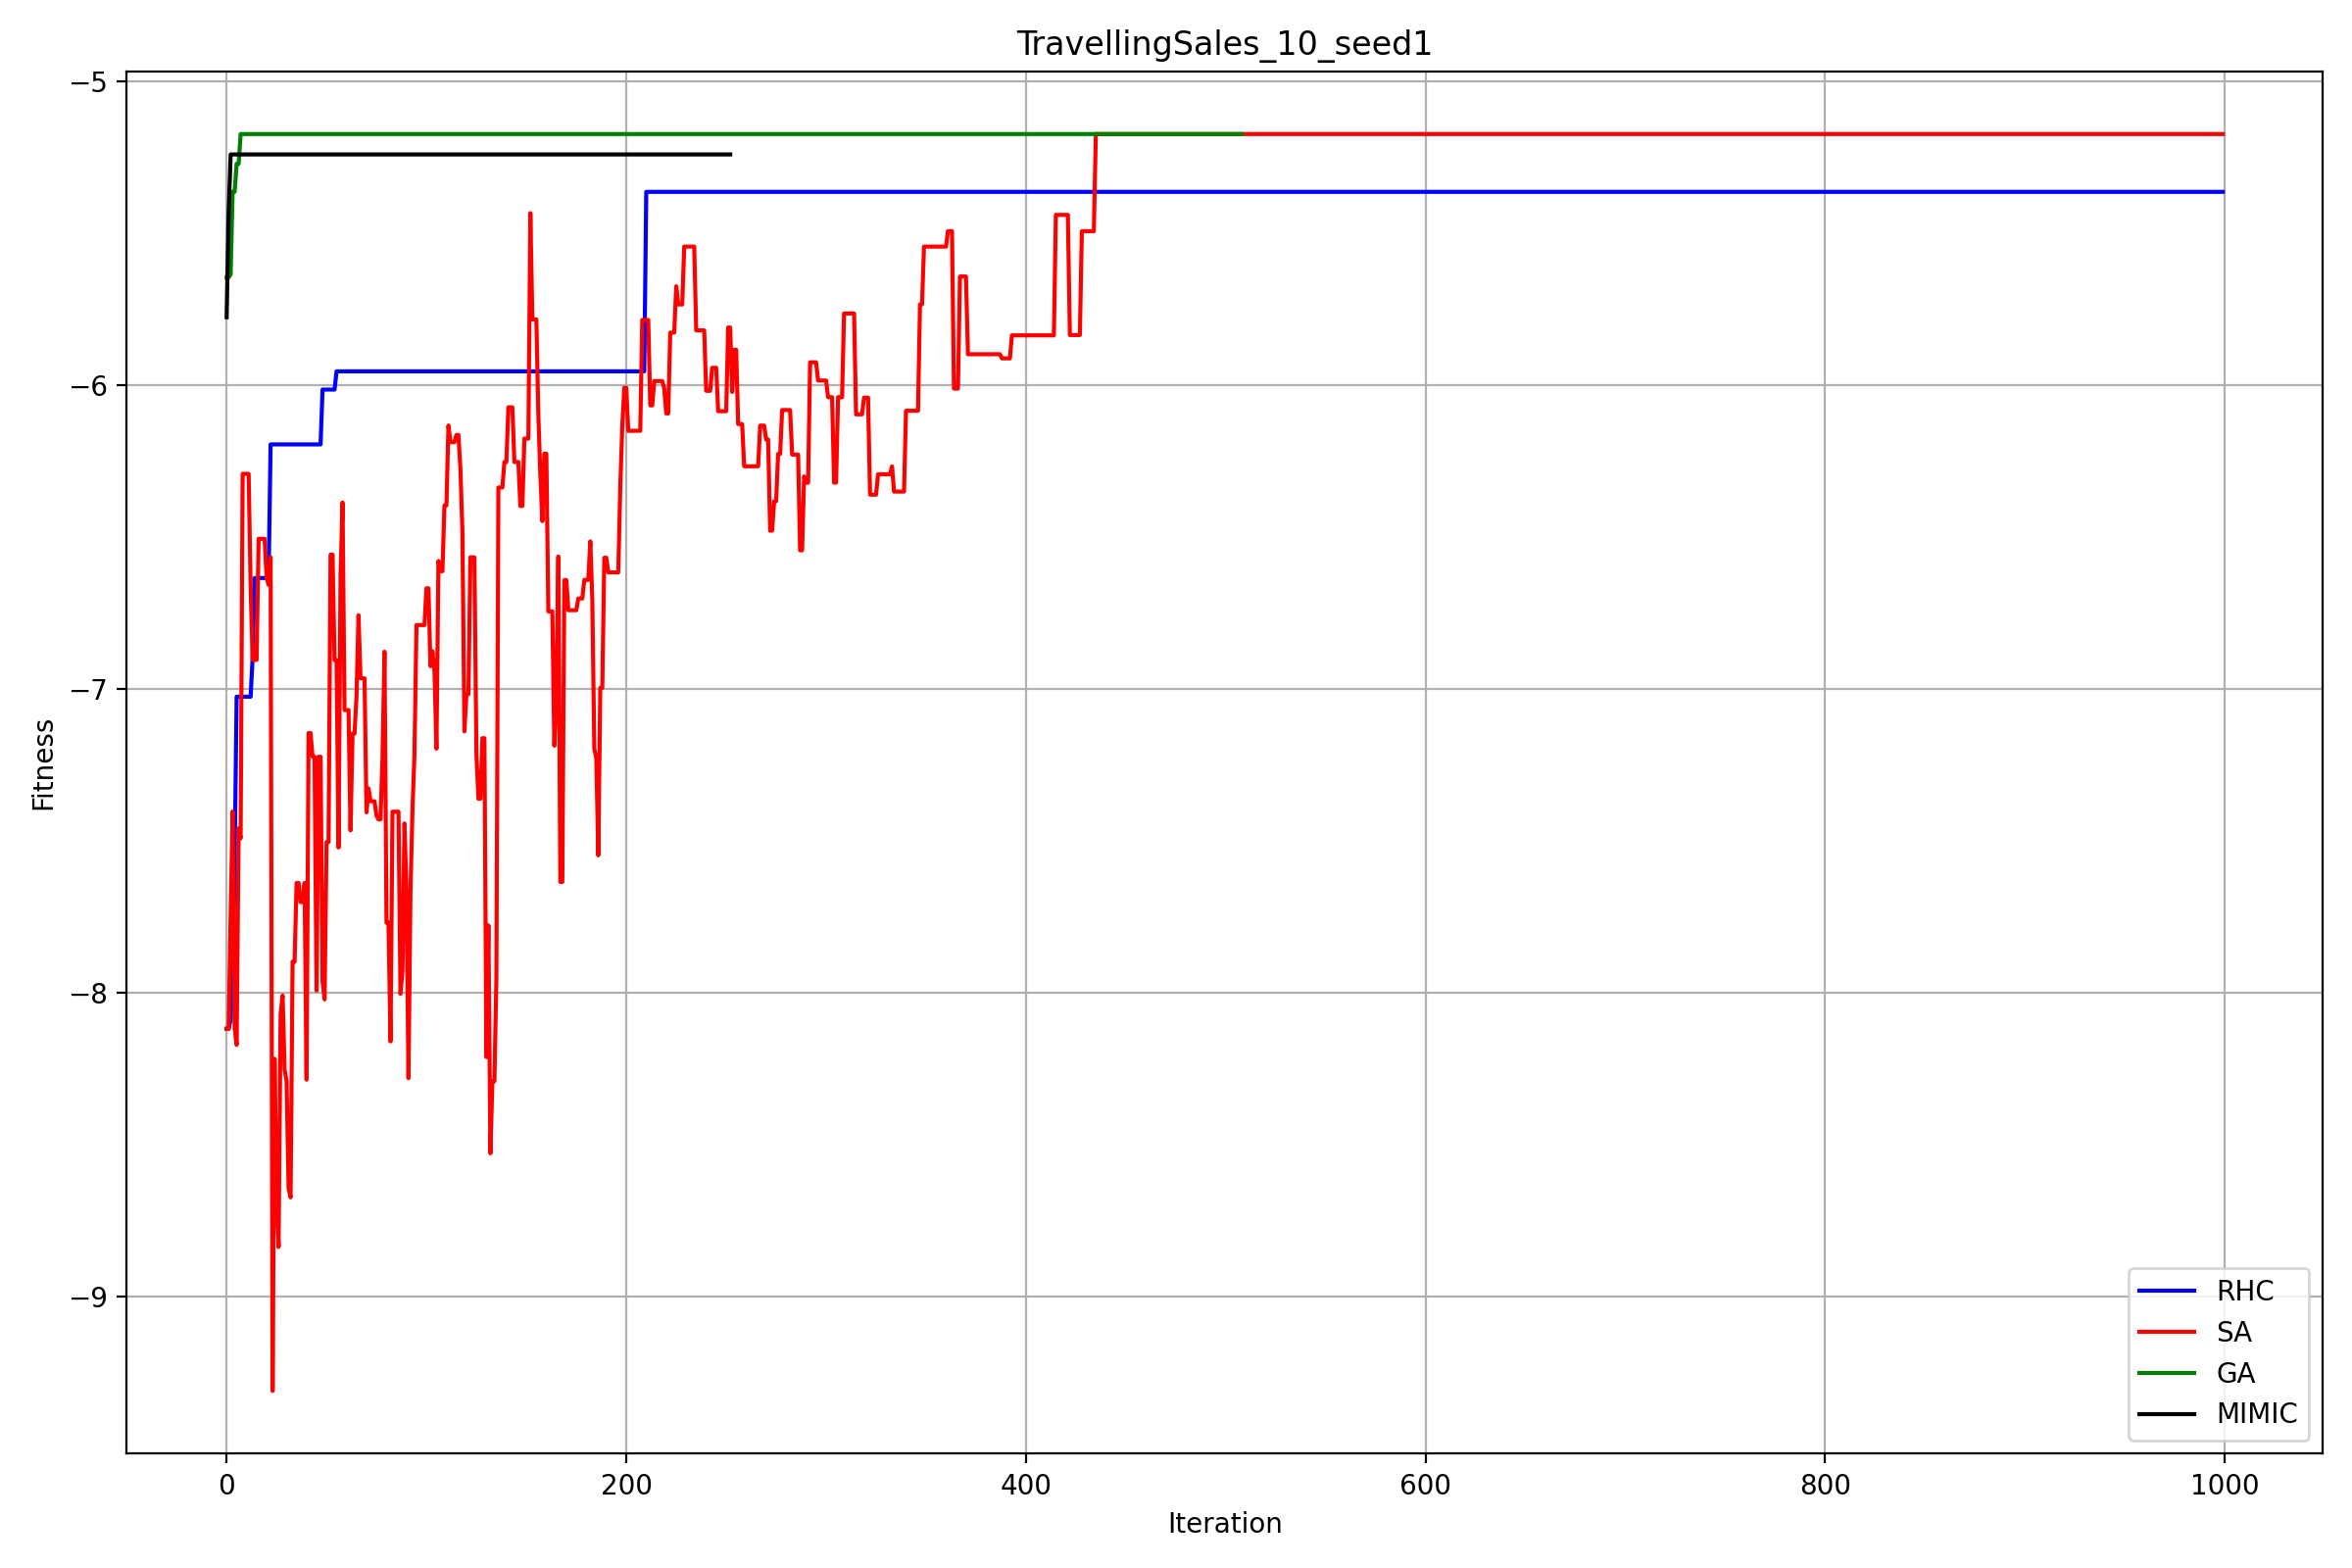 TravellingSales_10_seed1
−5
−6
−7
−8
−9
Fitness
0
200
400
600
800
1000
Iteration
RHC
SA
GA
MIMIC